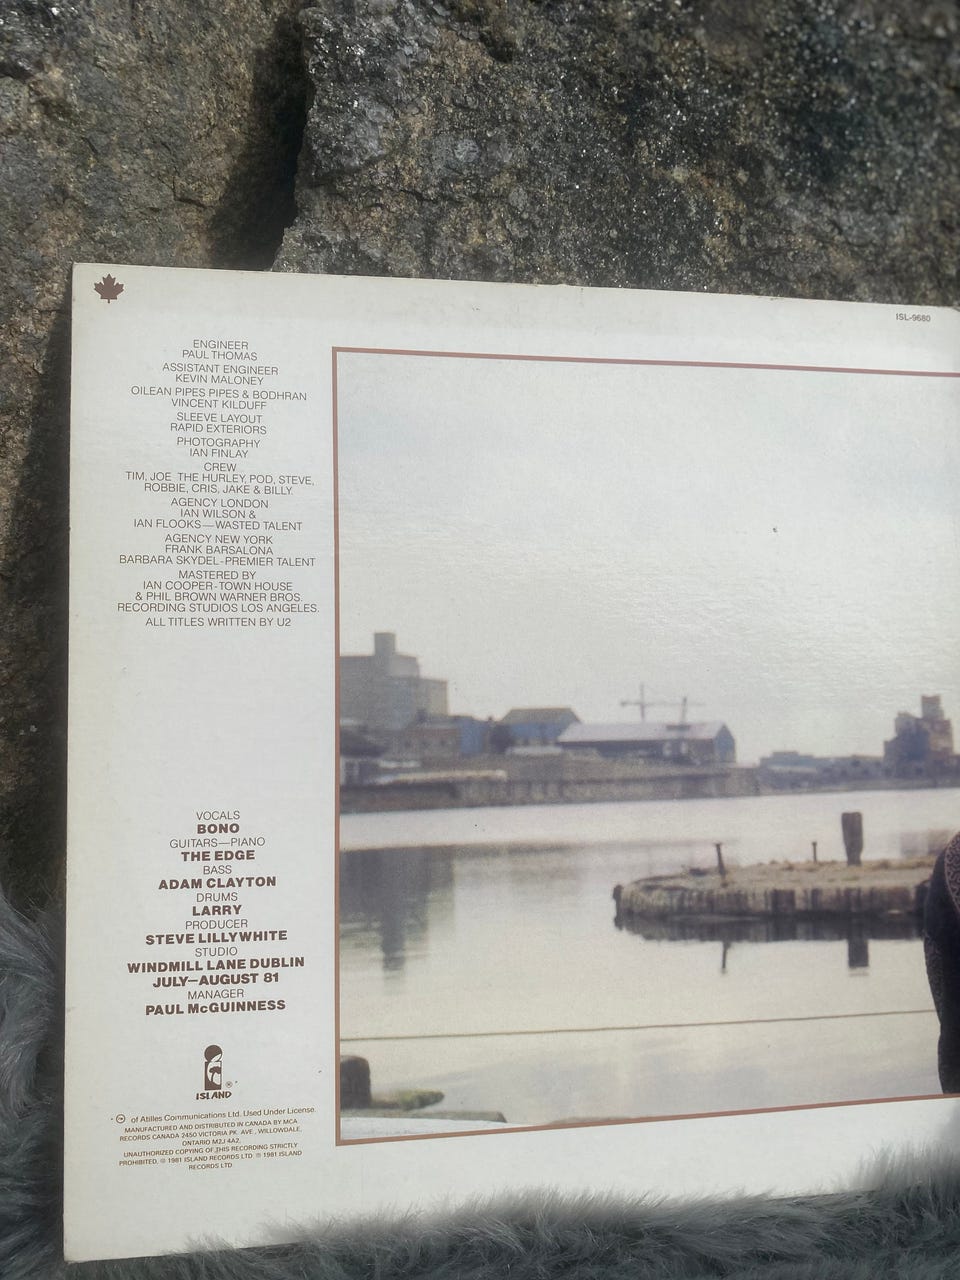 ISL-9680
ENGINEER
PAUL THOMAS
ASSISTANT ENGINEER
KEVIN MALONEY
OILEAN PIPES PIPES & BODHRAN
VINCENT KILDUFF
SLEEVE LAYOUT
RAPID EXTERIORS
PHOTOGRAPHY
IAN FINLAY
CREW
TIM, JOE THE HURLEY, POD, STEVE,
ROBBIE, CRIS, JAKE & BILLY.
AGENCY LONDON
IAN WILSON &
IAN FLOOKS—WASTED TALENT
AGENCY NEW YORK
FRANK BARSALONA
BARBARA SKYDEL-PREMIER TALENT
MASTERED BY
IAN COOPER-TOWN HOUSE
& PHIL BROWN WARNER BROS.
RECORDING STUDIOS LOS ANGELES.
ALL TITLES WRITTEN BY U2
VOCALS
BONO
GUITARS—PIANO
THE EDGE
BASS
ADAM CLAYTON
DRUMS
LARRY
PRODUCER
STEVE LILLYWHITE
STUDIO
WINDMILL LANE DUBLIN
JULY—AUGUST 81
MANAGER
PAUL McGUINNESS
ISLAND ®
of Atilles Communications Ltd. Used Under License.
MANUFACTURED AND DISTRIBUTED IN CANADA BY MCA
RECORDS CANADA 2450 VICTORIA PK. AVE., WILLOWDALE,
ONTARIO M2J 4A2.
UNAUTHORIZED COPYING OF THIS RECORDING STRICTLY
PROHIBITED. ℗ 1981 ISLAND RECORDS LTD © 1981 ISLAND
RECORDS LTD